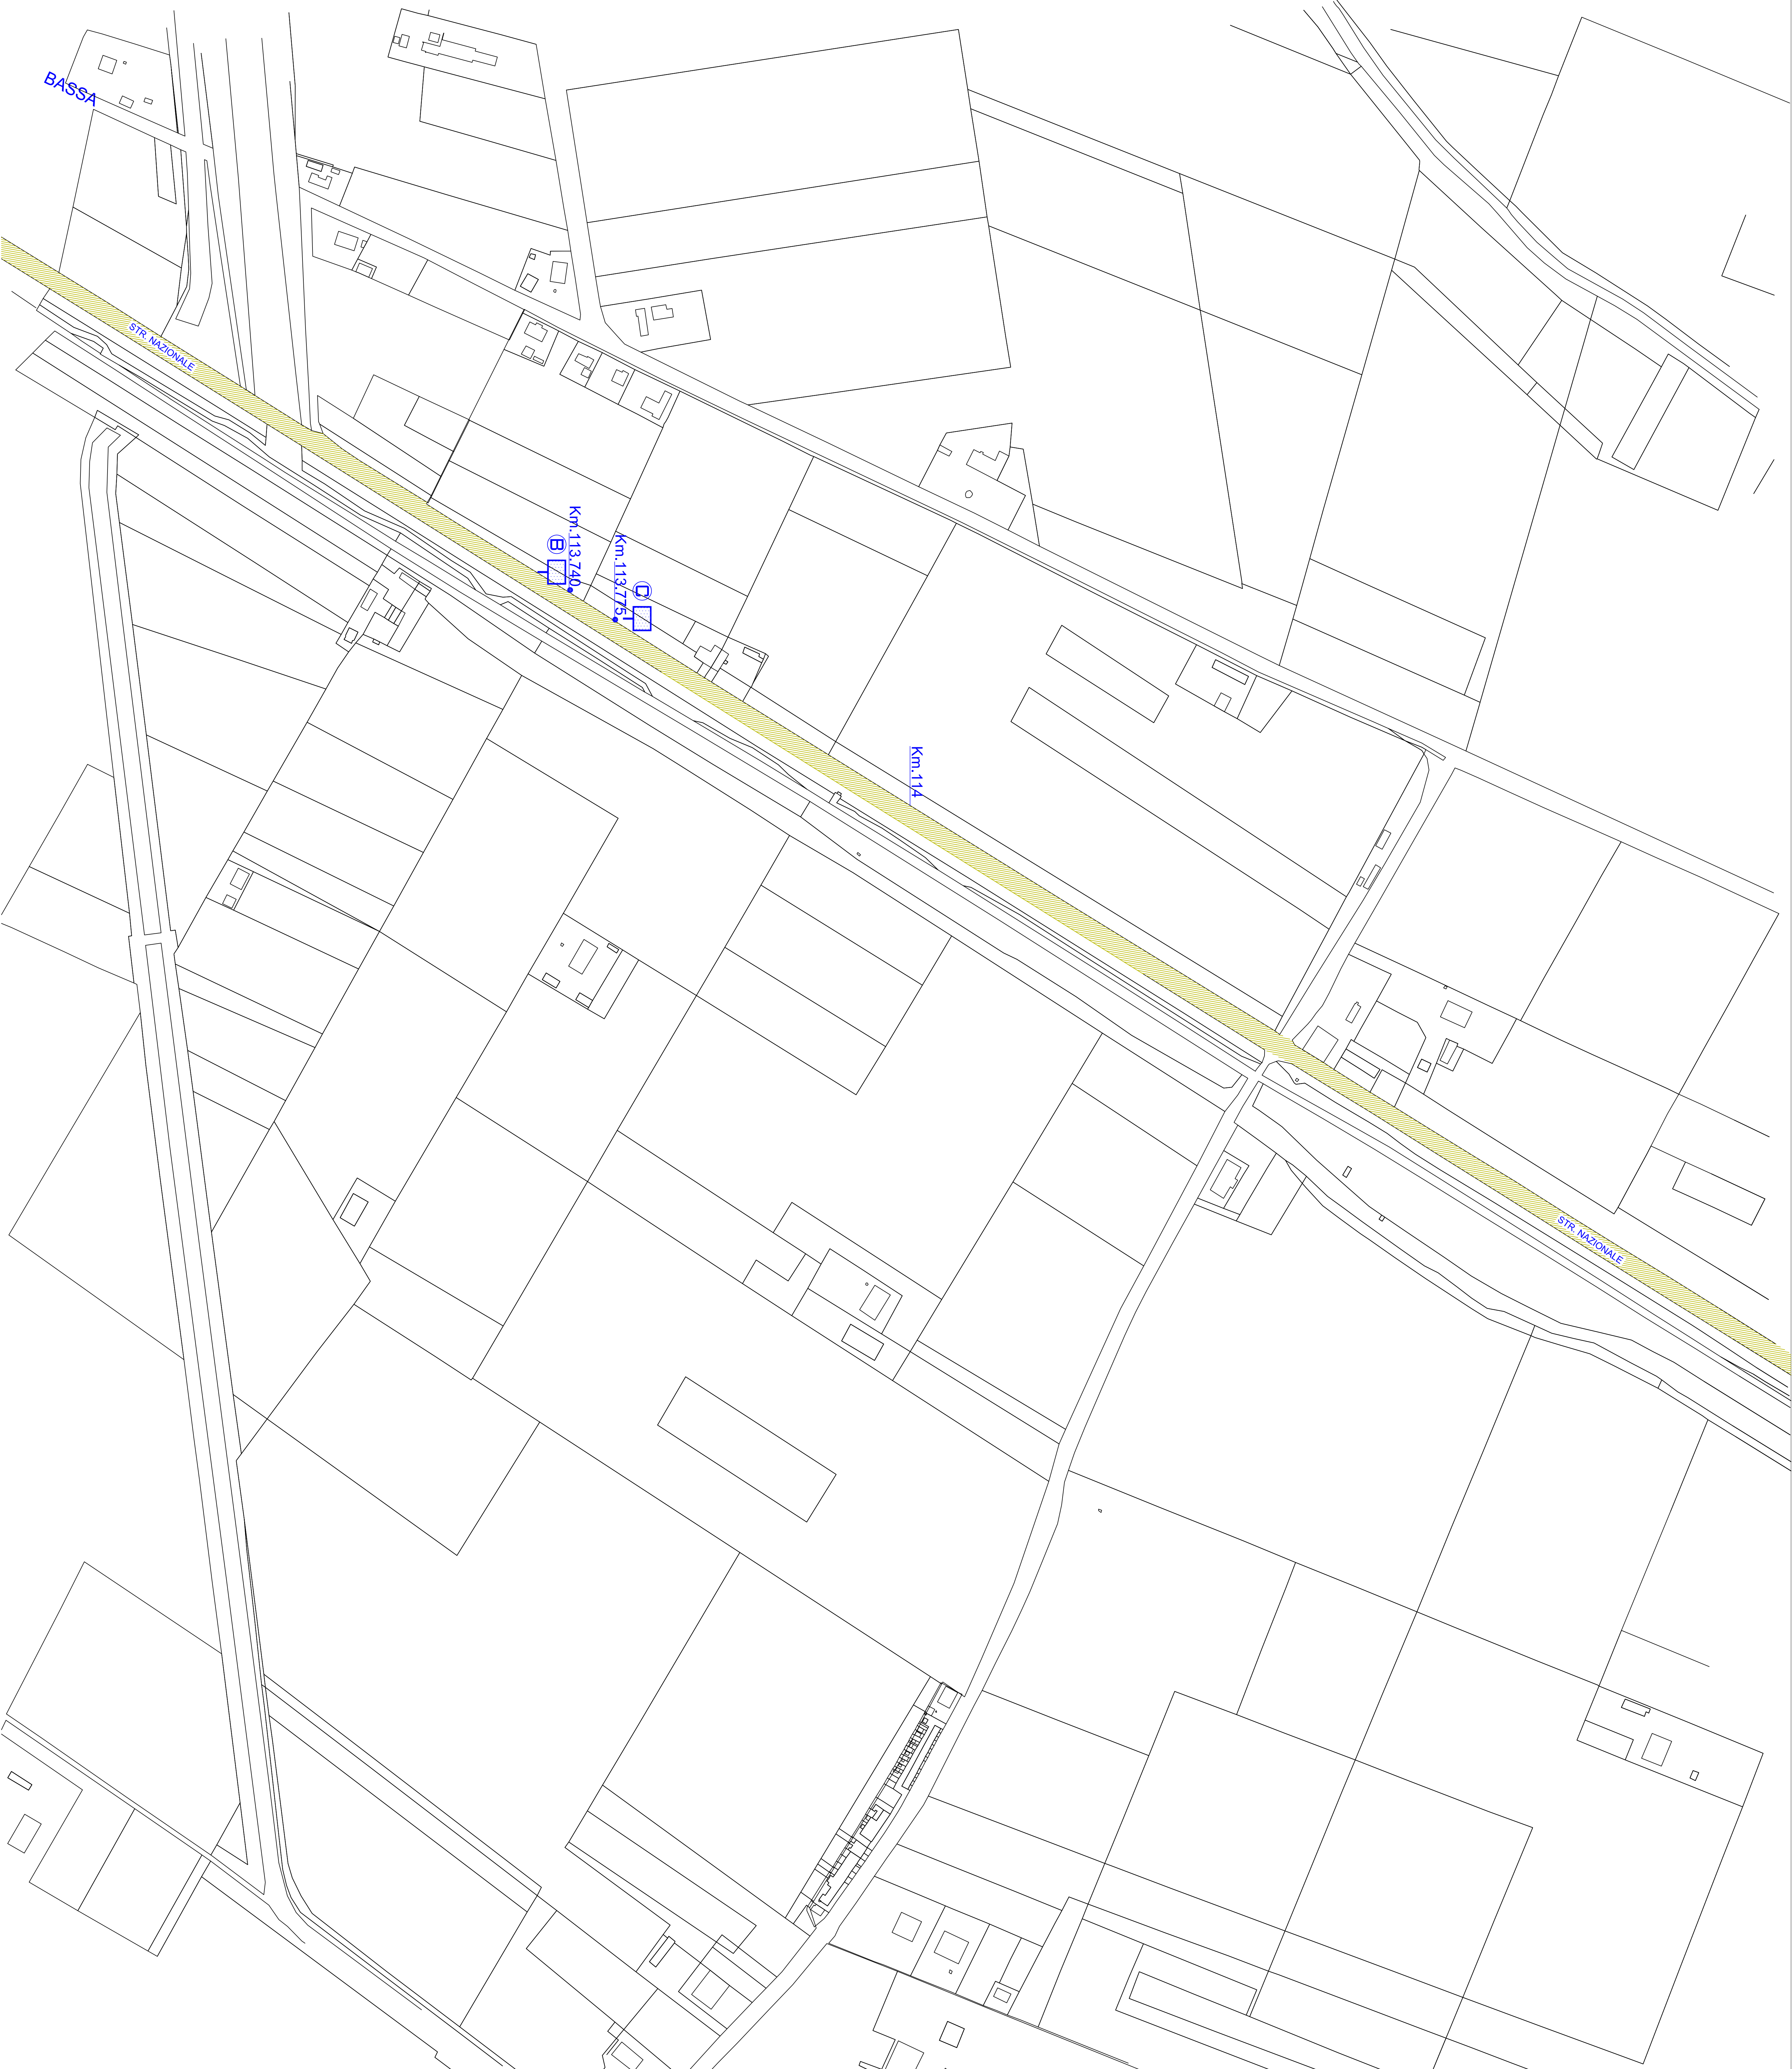 BASSA
STR. NAZIONALE
Km.113.740
B
Km.113.775
C
Km.114
STR. NAZIONALE